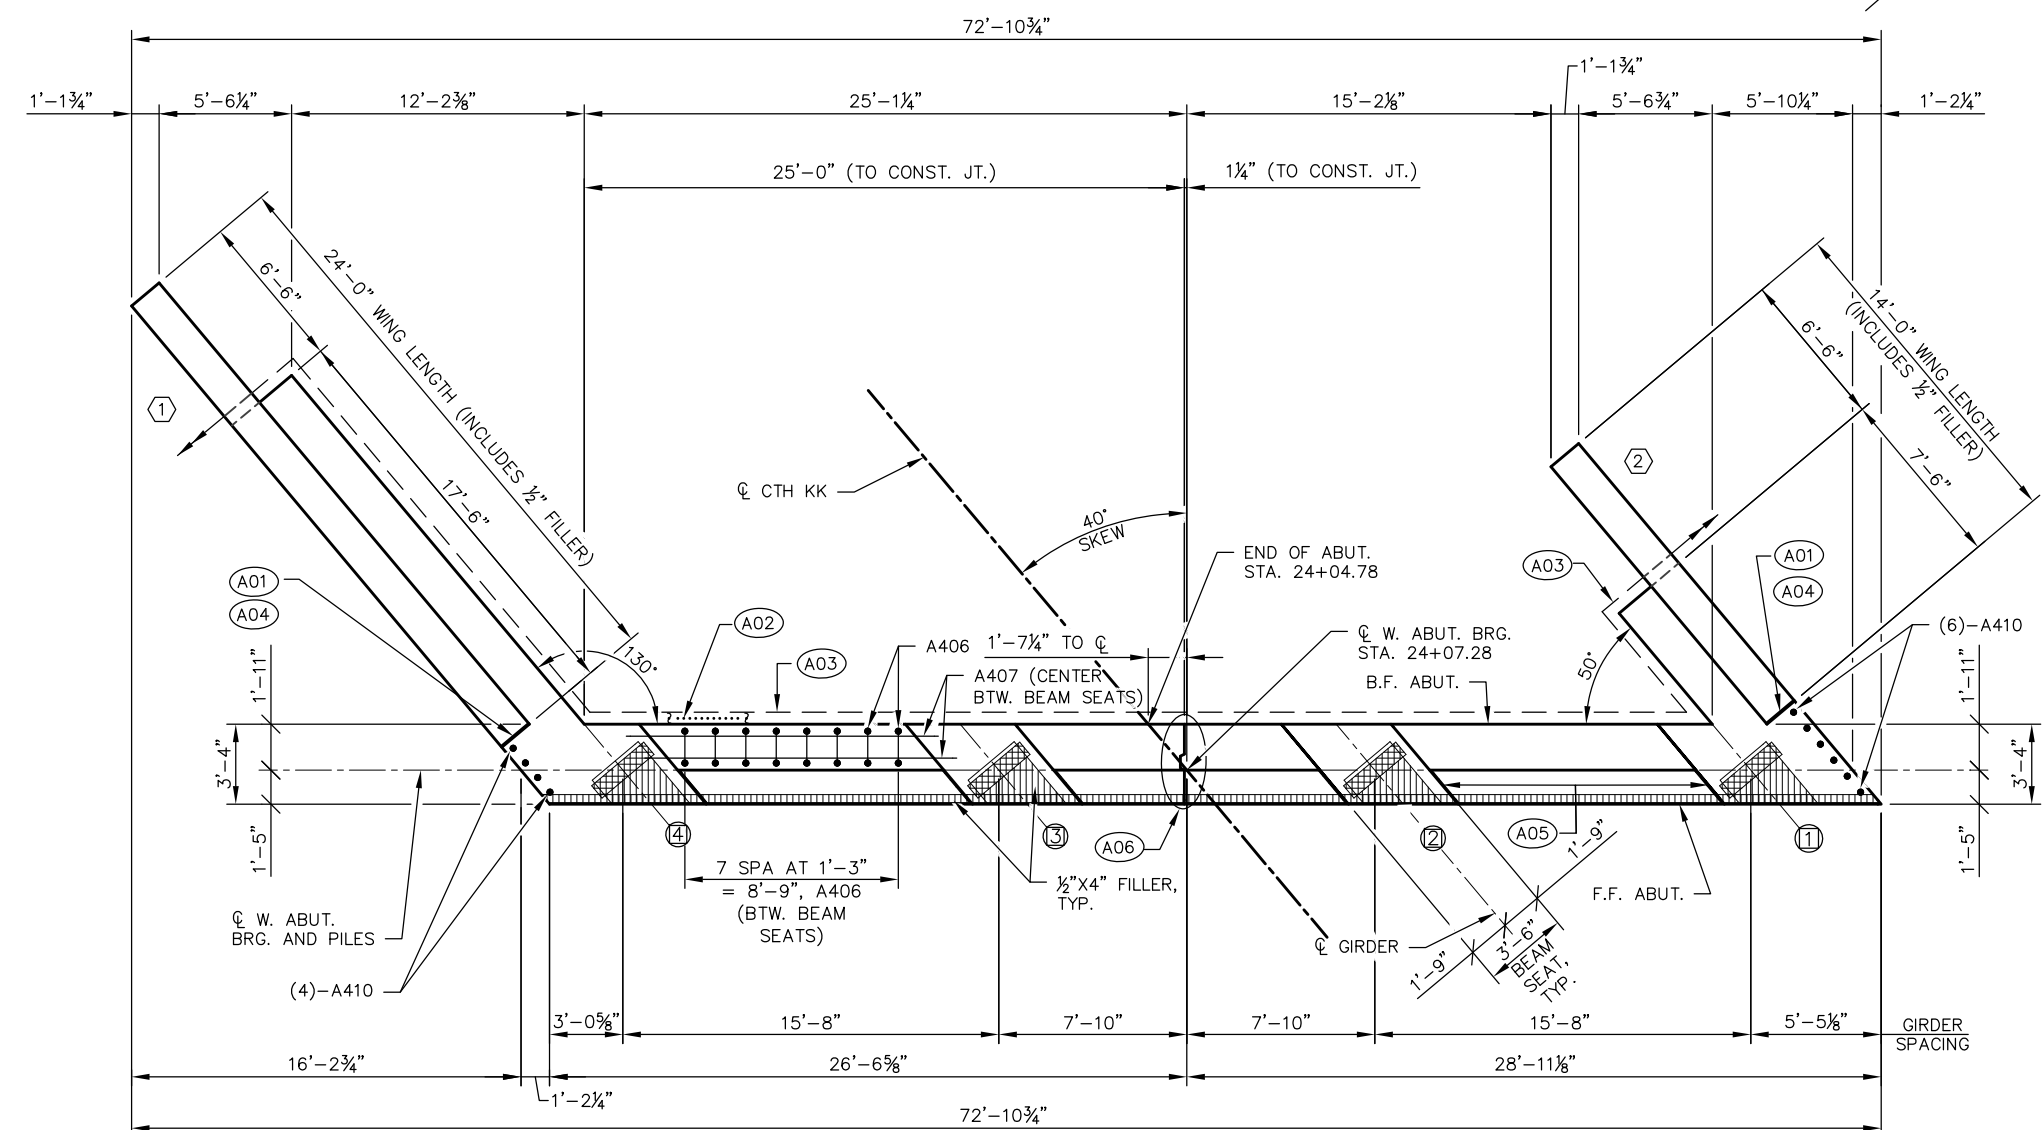 72'-10¾"
1'-1¾"
1'-1¾"
5'-6¼"
12'-2⅜"
25'-1¼"
15'-2⅛"
5'-6¾"
5'-10¼"
1'-2¼"
25'-0" (TO CONST. JT.)
1¼" (TO CONST. JT.)
6'-6"
24'-0" WING LENGTH (INCLUDES ½" FILLER)
17'-6"
14'-0" WING LENGTH
(INCLUDES ½" FILLER)
6'-6"
7'-6"
1
2
℄ CTH KK
40°
SKEW
END OF ABUT.
STA. 24+04.78
A03
A01
A04
A01
A04
A02
A03
130°
A406
1'-7¼" TO ℄
A407 (CENTER
BTW. BEAM SEATS)
℄ W. ABUT. BRG.
STA. 24+07.28
B.F. ABUT.
50°
(6)-A410
1'-11"
3'-4"
1'-5"
1'-11"
3'-4"
1'-5"
4
3
2
1
A06
A05
1'-9"
7 SPA AT 1'-3"
= 8'-9", A406
(BTW. BEAM
SEATS)
½"X4" FILLER,
TYP.
F.F. ABUT.
℄ W. ABUT.
BRG. AND PILES
℄ GIRDER
1'-9"
3'-6"
BEAM
SEAT,
TYP.
(4)-A410
3'-0⅝"
15'-8"
7'-10"
7'-10"
15'-8"
5'-5⅛"
GIRDER
SPACING
16'-2¾"
26'-6⅝"
28'-11⅛"
1'-2¼"
72'-10¾"